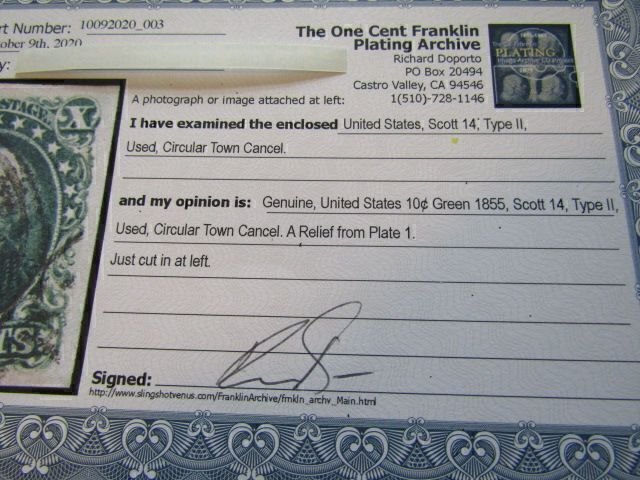 rt Number: 10092020_003
ober 9th, 2020
y:
The One Cent Franklin
Plating Archive
Richard Doporto
PO Box 20494
Castro Valley, CA 94546
1(510)-728-1146
PLATING
A photograph or image attached at left:
I have examined the enclosed United States, Scott 14, Type II,
Used, Circular Town Cancel.
and my opinion is: Genuine, United States 10¢ Green 1855, Scott 14, Type II,
Used, Circular Town Cancel. A Relief from Plate 1.
Just cut in at left.
Signed:
http://www.slingshotvenus.com/FranklinArchive/frnkln_archv_Main.html
POSTAGE
X
TS